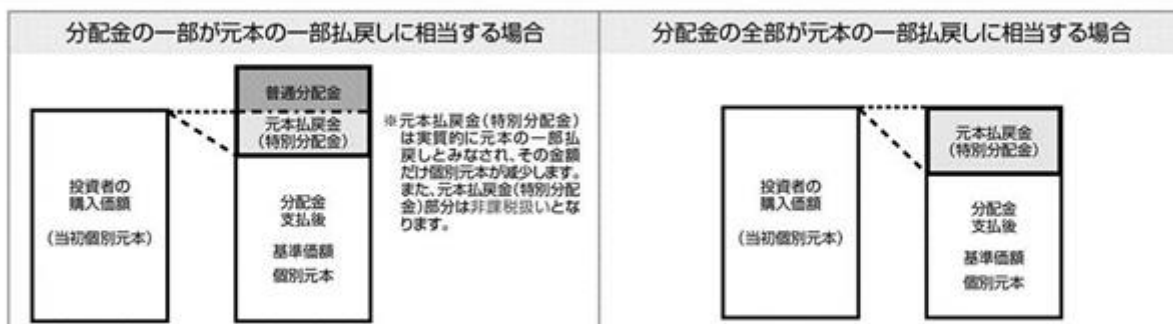 分配金の一部が元本の一部払戻しに相当する場合
普通分配金
元本払戻金
(特別分配金)
投資者の
購入価額
(当初個別元本)
分配金
支払後
基準価額
個別元本
※元本払戻金(特別分配金)
は実質的に元本の一部払
戻しとみなされ、その金額
だけ個別元本が減少します。
また、元本払戻金(特別分配
金)部分は非課税扱いとな
ります。
分配金の全部が元本の一部払戻しに相当する場合
元本払戻金
(特別分配金)
投資者の
購入価額
(当初個別元本)
分配金
支払後
基準価額
個別元本